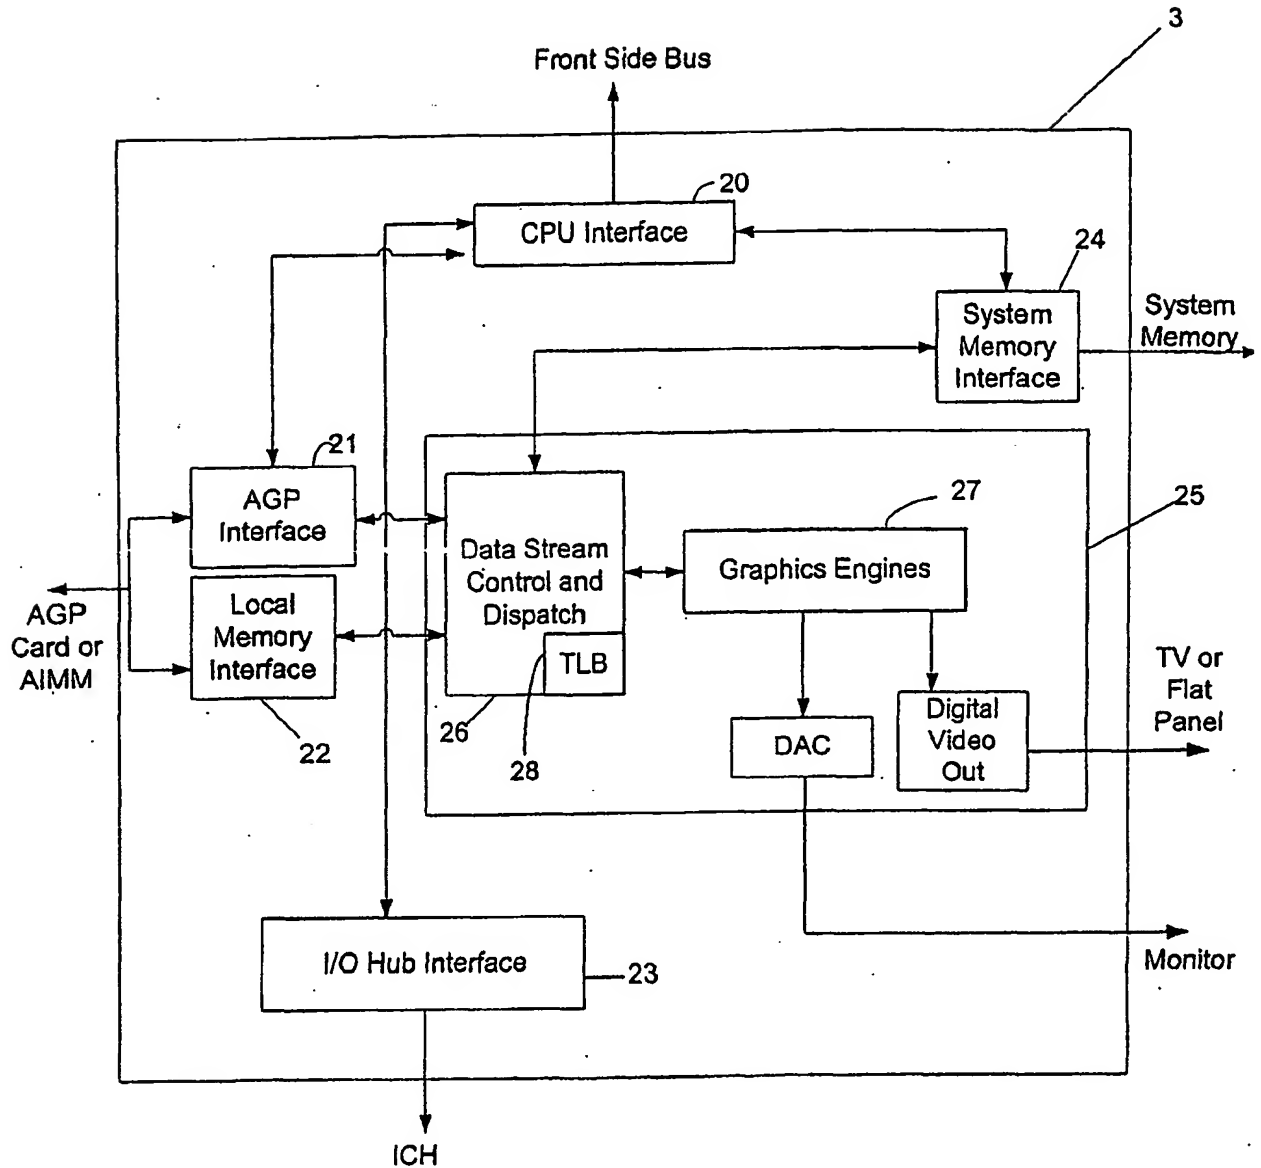 3
Front Side Bus
20
CPU Interface
24
System
Memory
Interface
System
Memory
21
AGP
Interface
25
27
Data Stream
Control and
Dispatch
Graphics Engines
AGP
Card or
AIMM
Local
Memory
Interface
TLB
TV or
Flat
Panel
22
26
28
DAC
Digital
Video
Out
I/O Hub Interface
23
Monitor
ICH